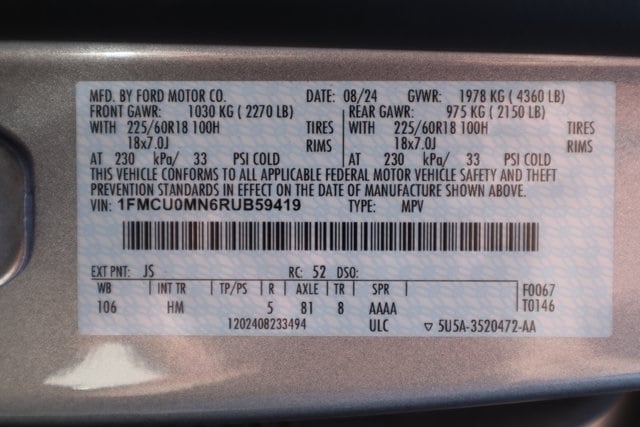 MFD. BY FORD MOTOR CO. DATE: 08/24 GVWR: 1978 KG ( 4360 LB)
FRONT GAWR: 1030 KG ( 2270 LB) REAR GAWR: 975 KG ( 2150 LB)
WITH 225/60R18 100H TIRES WITH 225/60R18 100H TIRES
18x7.0J RIMS 18x7.0J RIMS
AT 230 kPa/ 33 PSI COLD AT 230 kPa/ 33 PSI COLD
THIS VEHICLE CONFORMS TO ALL APPLICABLE FEDERAL MOTOR VEHICLE SAFETY AND THEFT
PREVENTION STANDARDS IN EFFECT ON THE DATE OF MANUFACTURE SHOWN ABOVE.
VIN: 1FMCU0MN6RUB59419 TYPE: MPV
EXT PNT: JS RC: 52 DSO: F0067
WB INT TR TP/PS R AXLE TR SPR T0146
106 HM 5 81 8 AAAA
1202408233494 ULC ▽ 5U5A-3520472-AA